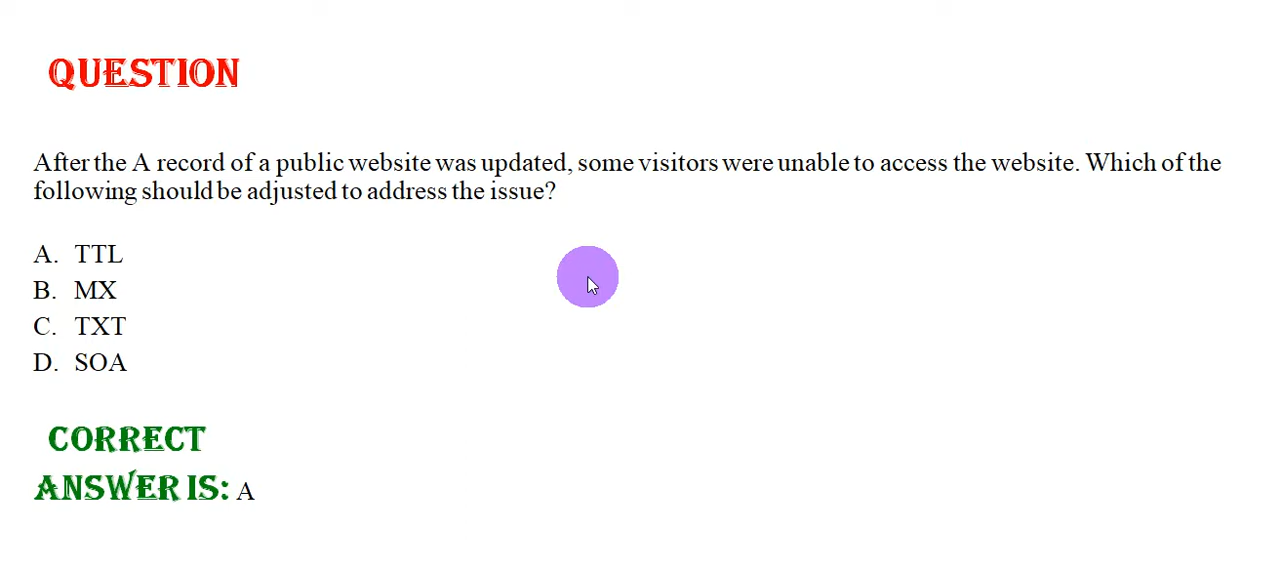 QUESTION
After the A record of a public website was updated, some visitors were unable to access the website. Which of the
following should be adjusted to address the issue?
A. TTL
B. MX
C. TXT
D. SOA
CORRECT
ANSWER IS: A